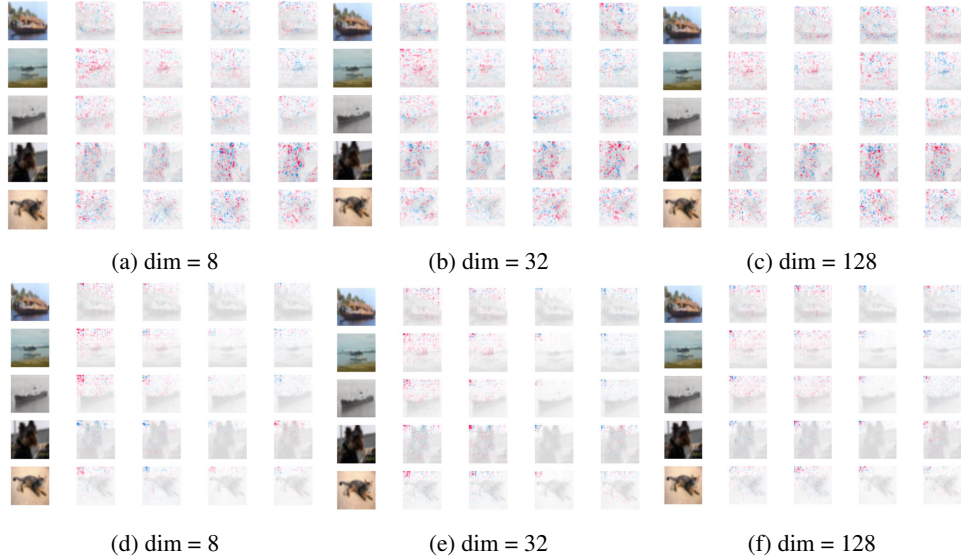 (a) dim = 8
(b) dim = 32
(c) dim = 128
(d) dim = 8
(e) dim = 32
(f) dim = 128